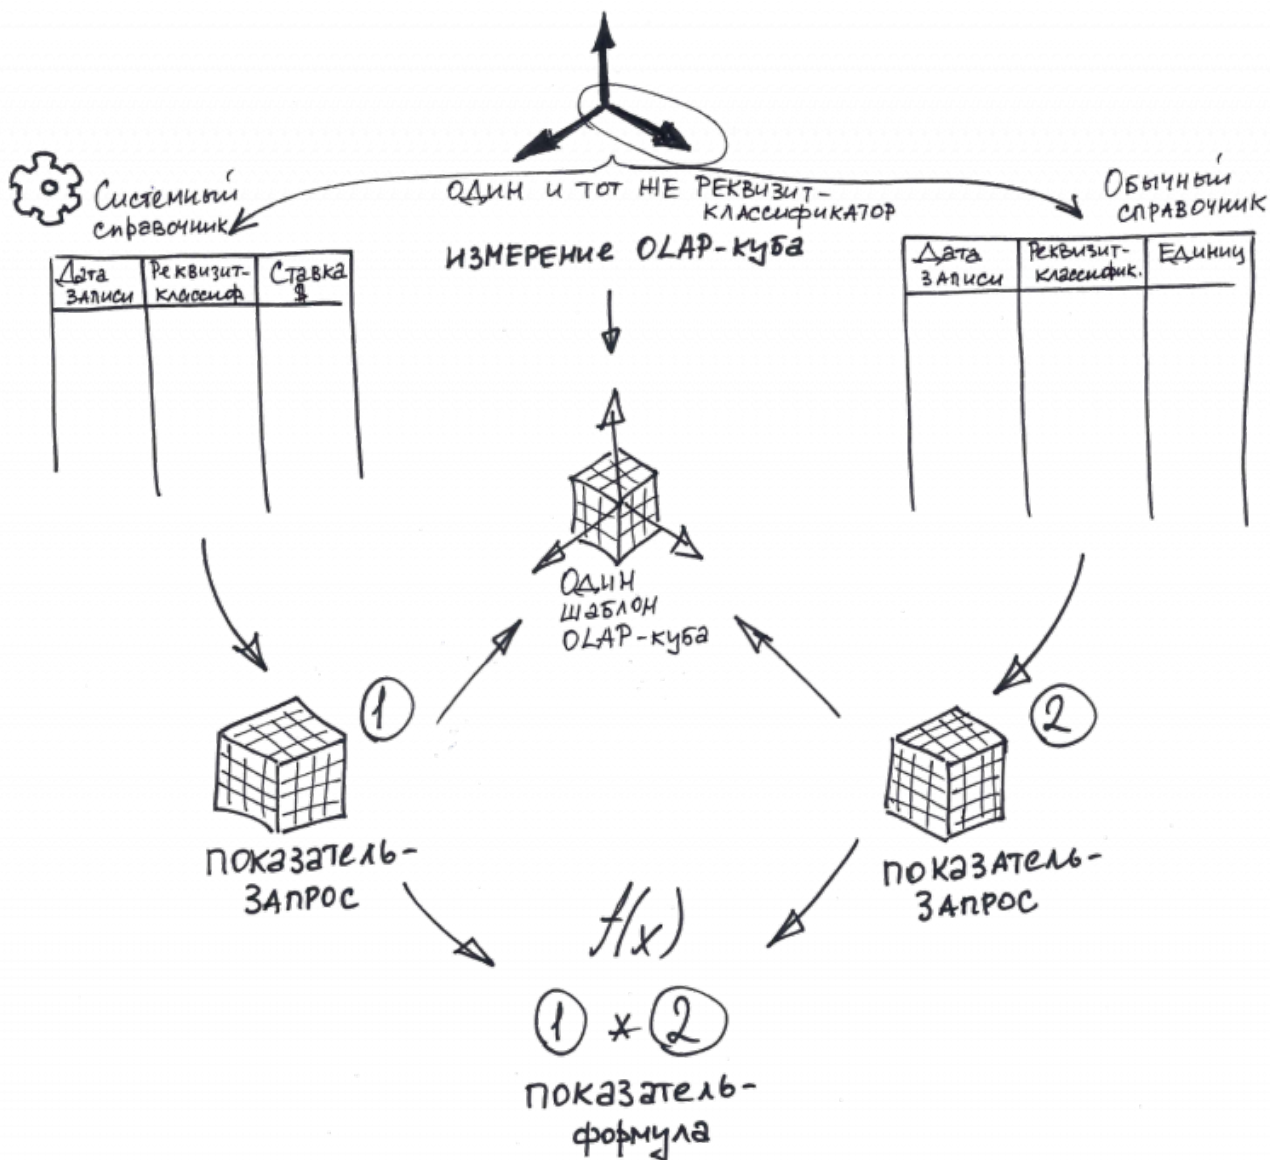 Системный
справочник
ОДИН И ТОТ ЖЕ РЕКВИЗИТ-
КЛАССИФИКАТОР
ИЗМЕРЕНИЕ OLAP-КУБА
Обычный
СПРАВОЧНИК
Дата
ЗАПИСИ
Реквизит-
классиф.
Ставка
$
Дата
ЗАПИСИ
Реквизит-
классифик.
ЕДИНИЦ
ОДИН
ШАБЛОН
OLAP-куба
1
2
ПОКАЗАТЕЛЬ-
ЗАПРОС
ПОКАЗАТЕЛЬ-
ЗАПРОС
f(x)
1 * 2
ПОКАЗАТЕЛЬ-
формула